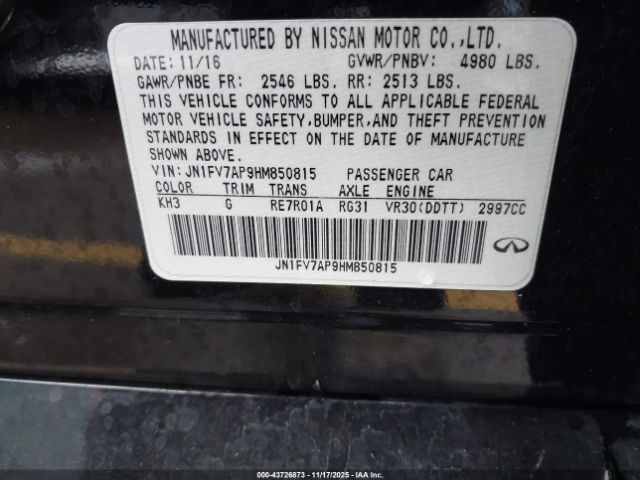 MANUFACTURED BY NISSAN MOTOR CO.,LTD.
DATE: 11/16 GVWR/PNBV: 4980 LBS.
GAWR/PNBE FR: 2546 LBS. RR: 2513 LBS.
THIS VEHICLE CONFORMS TO ALL APPLICABLE FEDERAL
MOTOR VEHICLE SAFETY,BUMPER,AND THEFT PREVENTION
STANDARDS IN EFFECT ON THE DATE OF MANUFACTURE
SHOWN ABOVE.
VIN: JN1FV7AP9HM850815 PASSENGER CAR
COLOR TRIM TRANS AXLE ENGINE
KH3 G RE7R01A RG31 VR30(DDTT) 2997CC
JN1FV7AP9HM850815
000-43726873 - 11/17/2025 - IAAI.COM